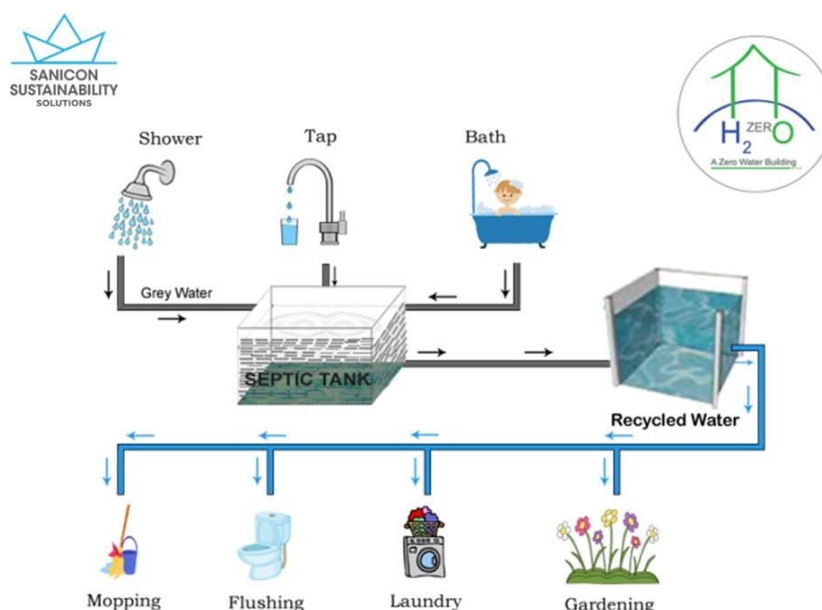 SANICON
SUSTAINABILITY
SOLUTIONS
H2 ZERO O
A Zero Water Building....
Shower
Tap
Bath
Grey Water
SEPTIC TANK
Recycled Water
Mopping
Flushing
Laundry
Gardening